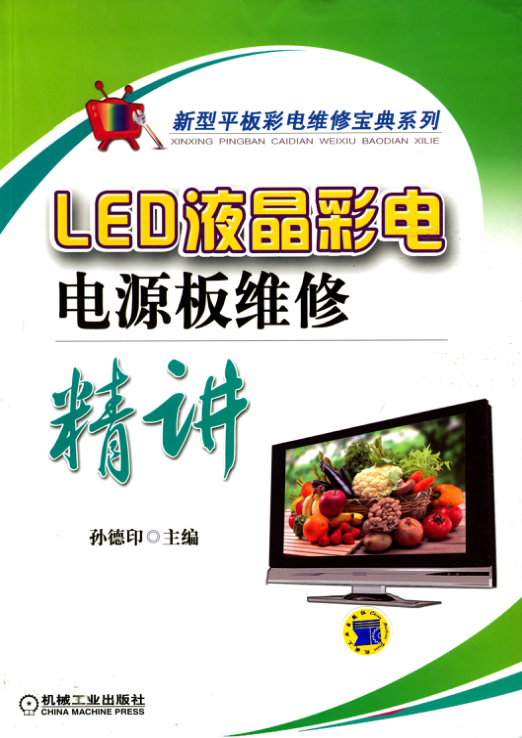 新型平板彩电维修宝典系列
XINXING PINGBAN CAIDIAN WEIXIU BAODIAN XILIE
LED液晶彩电
电源板维修
精讲
孙德印◎主编
机械工业出版社
CHINA MACHINE PRESS